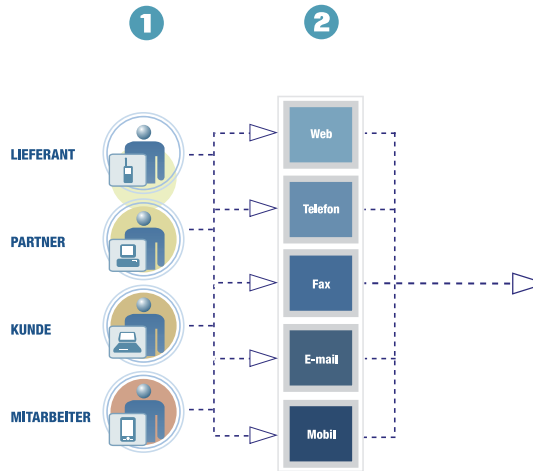 1
2
LIEFERANT
PARTNER
KUNDE
MITARBEITER
Web
Telefon
Fax
E-mail
Mobil